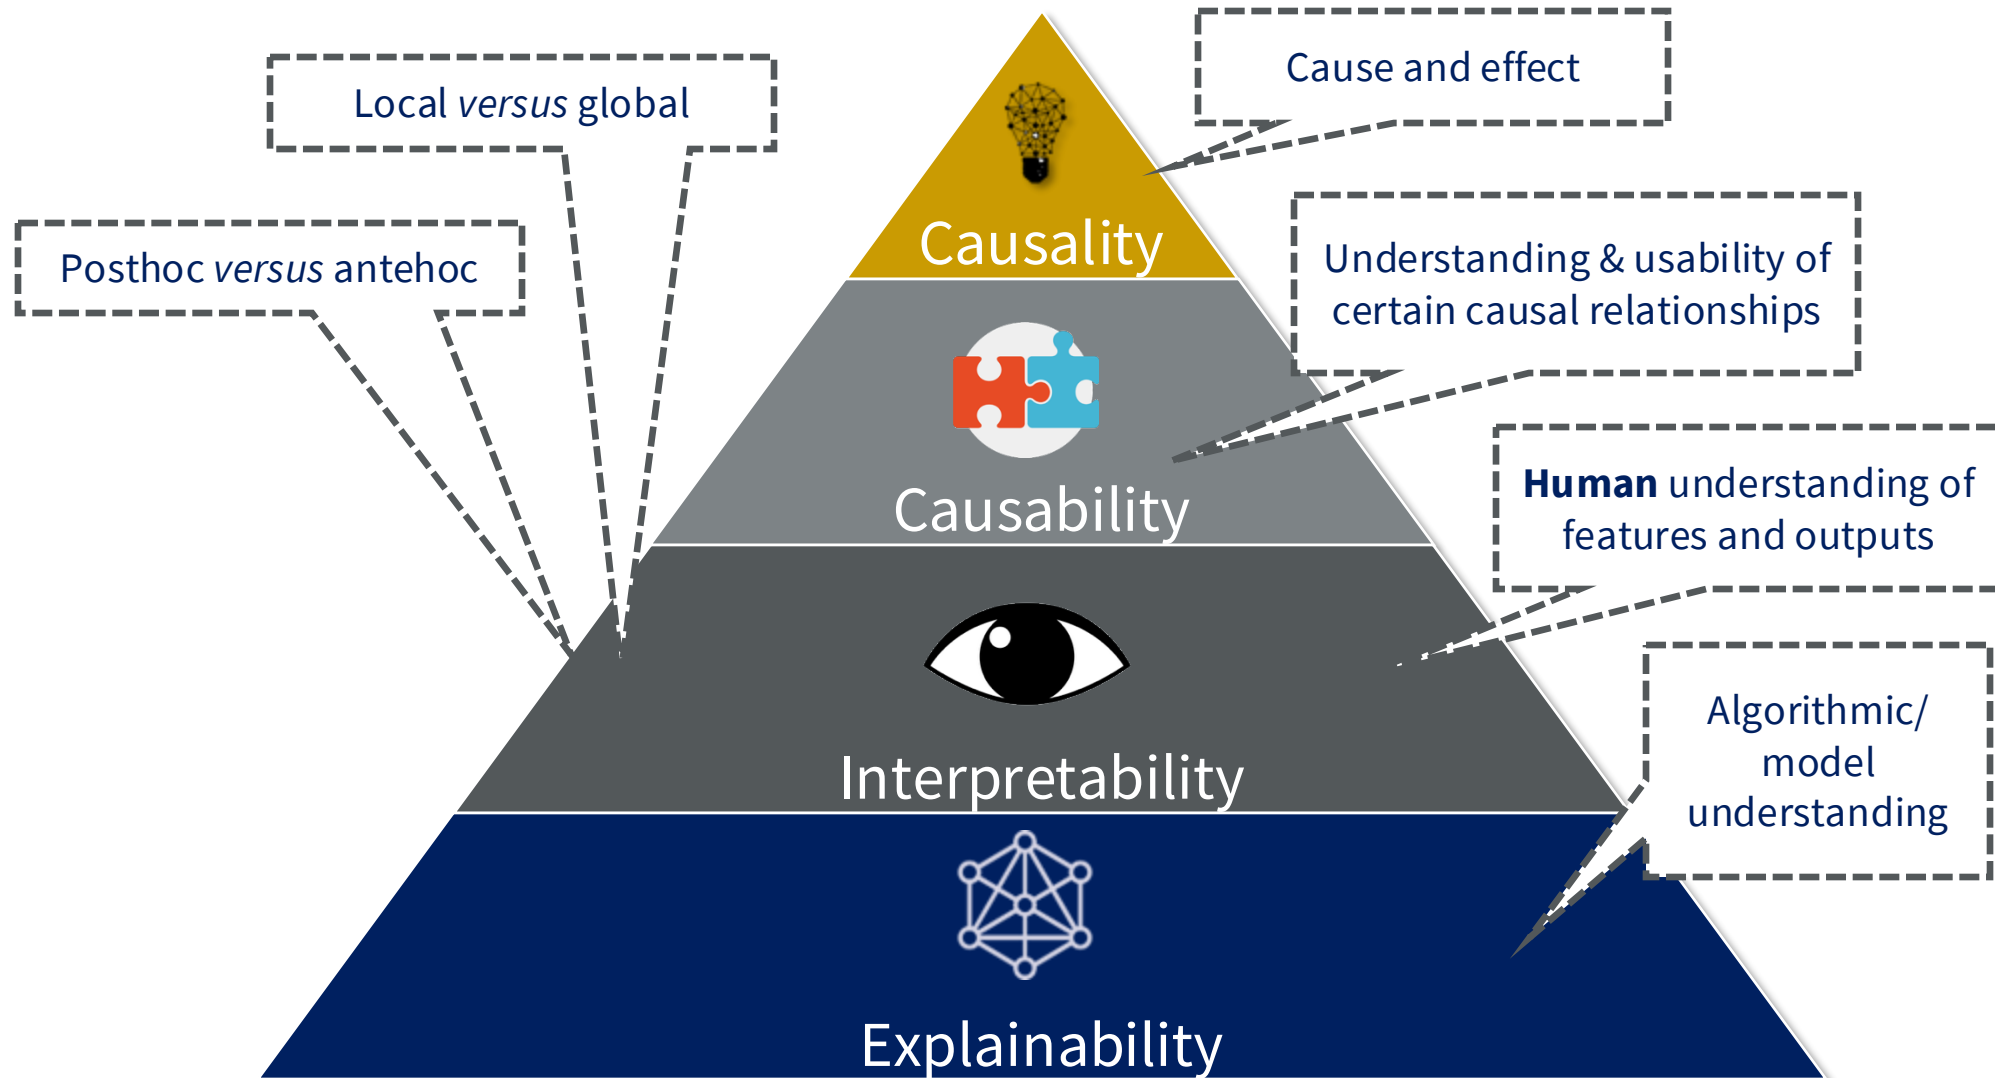 Cause and effect
Local versus global
Causality
Understanding & usability of
certain causal relationships
Posthoc versus antehoc
Causability
Human understanding of
features and outputs
Interpretability
Algorithmic/
model
understanding
Explainability